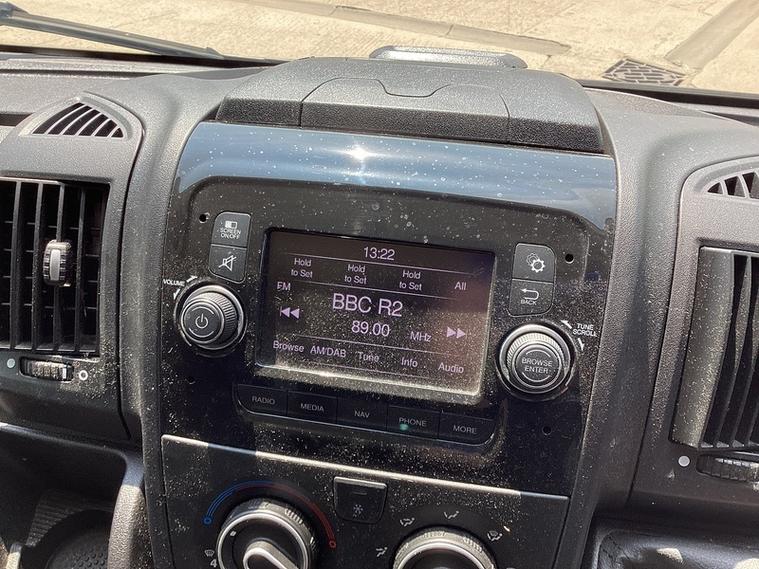 SCREEN
ON/OFF
VOLUME
13:22
Hold
to Set
Hold
to Set
Hold
to Set
All
FM
BBC R2
89.00 MHz
Browse AM/DAB Tune Info Audio
BACK
TUNE
SCROLL
BROWSE
ENTER
RADIO MEDIA NAV PHONE MORE
4